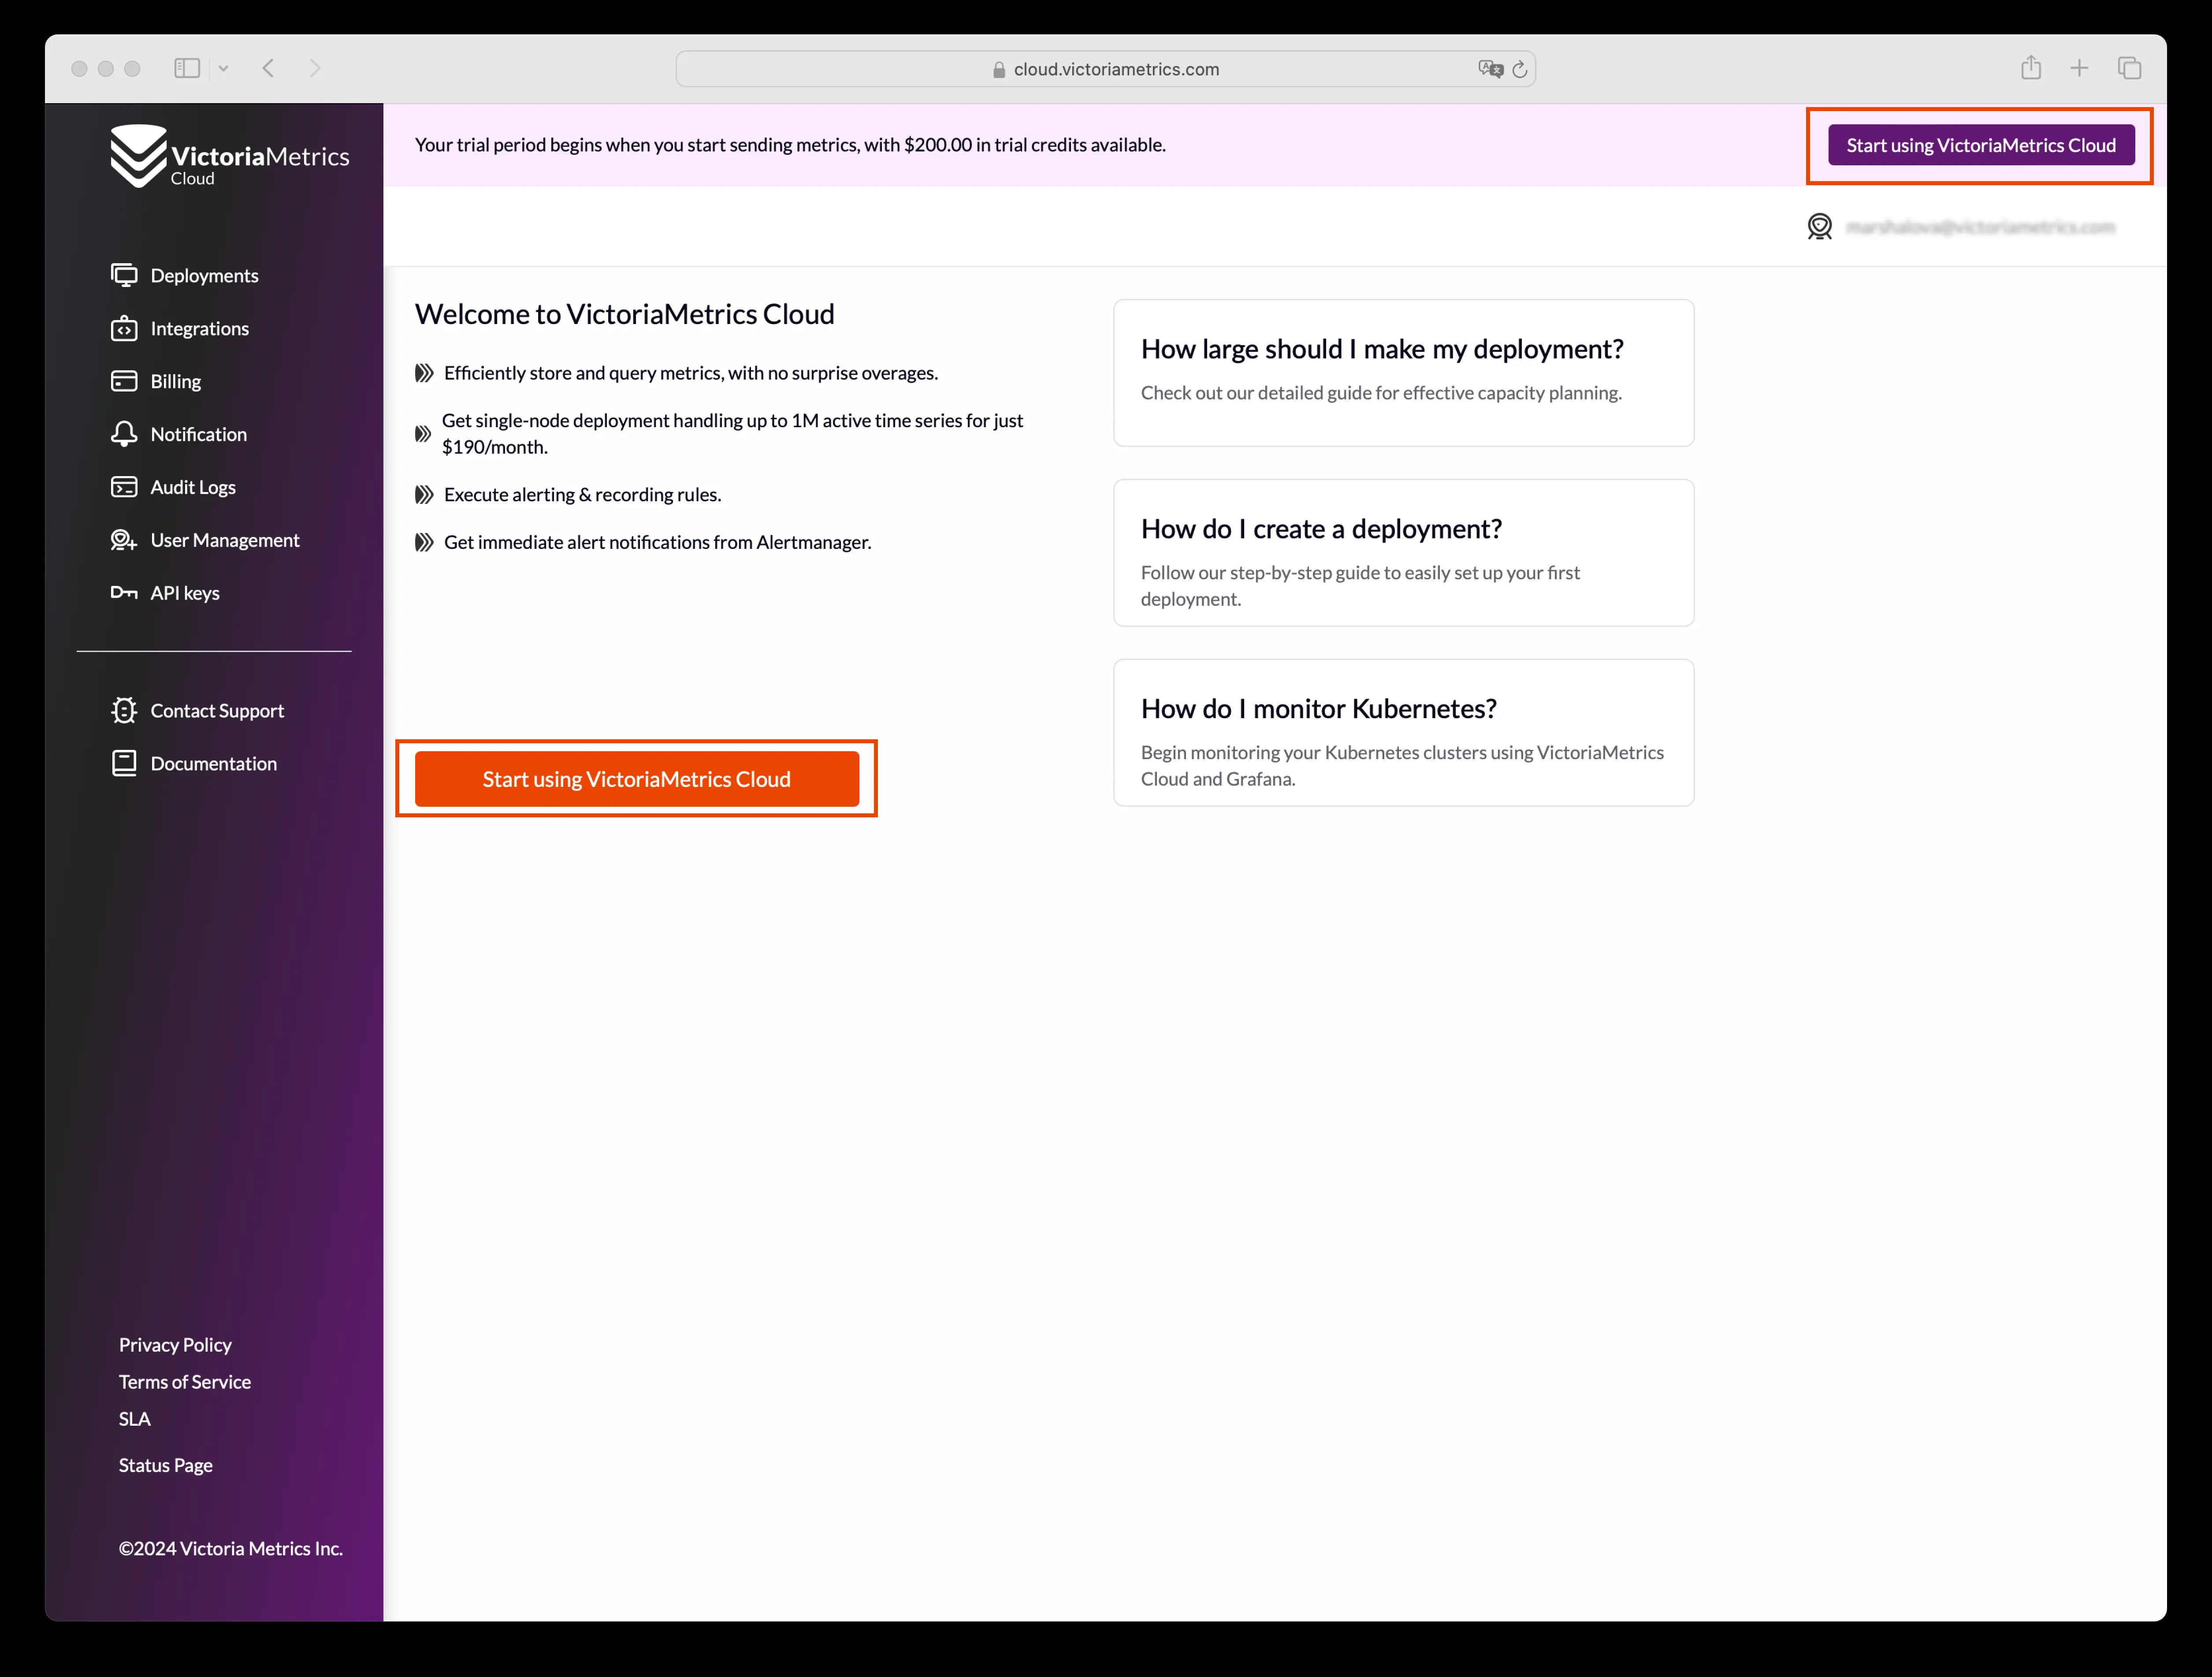 cloud.victoriametrics.com
VictoriaMetrics
Cloud
Deployments
Integrations
Billing
Notification
Audit Logs
User Management
API keys
Contact Support
Documentation
Privacy Policy
Terms of Service
SLA
Status Page
©2024 Victoria Metrics Inc.
Your trial period begins when you start sending metrics, with $200.00 in trial credits available.
Start using VictoriaMetrics Cloud
Welcome to VictoriaMetrics Cloud
Efficiently store and query metrics, with no surprise overages.
Get single-node deployment handling up to 1M active time series for just
$190/month.
Execute alerting & recording rules.
Get immediate alert notifications from Alertmanager.
Start using VictoriaMetrics Cloud
How large should I make my deployment?
Check out our detailed guide for effective capacity planning.
How do I create a deployment?
Follow our step-by-step guide to easily set up your first
deployment.
How do I monitor Kubernetes?
Begin monitoring your Kubernetes clusters using VictoriaMetrics
Cloud and Grafana.